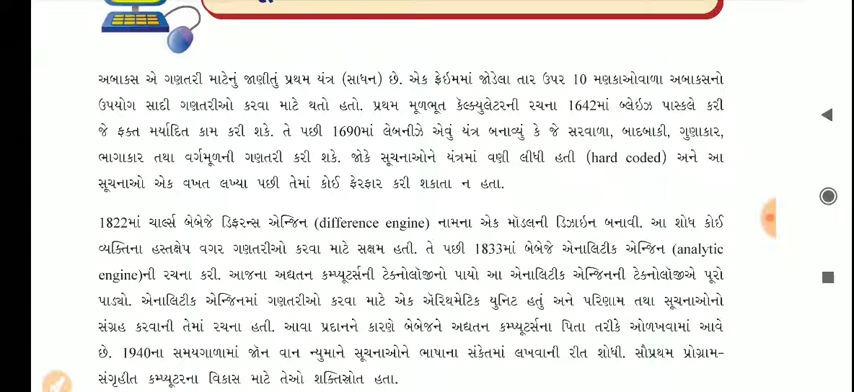 અબાકસ એ ગણતરી માટેનું જાણીતું પ્રથમ યંત્ર (સાધન) છે. એક ફ્રેઇમમાં જોડેલા તાર ઉપર 10 મણકાઓવાળા અબાકસનો
ઉપયોગ સાદી ગણતરીઓ કરવા માટે થતો હતો. પ્રથમ મૂળભૂત કૅલ્ક્યુલેટરની રચના 1642માં બ્લેઇઝ પાસ્કલે કરી
જે ફક્ત મર્યાદિત કામ કરી શકે. તે પછી 1690માં લેબનીઝે એવું યંત્ર બનાવ્યું કે જે સરવાળા, બાદબાકી, ગુણાકાર,
ભાગાકાર તથા વર્ગમૂળની ગણતરી કરી શકે. જોકે સૂચનાઓને યંત્રમાં વણી લીધી હતી (hard coded) અને આ
સૂચનાઓ એક વખત લખ્યા પછી તેમાં કોઈ ફેરફાર કરી શકાતા ન હતા.
1822માં ચાર્લ્સ બેબેજે ડિફરન્સ એન્જિન (difference engine) નામના એક મૉડલની ડિઝાઇન બનાવી. આ શોધ કોઈ
વ્યક્તિના હસ્તક્ષેપ વગર ગણતરીઓ કરવા માટે સક્ષમ હતી. તે પછી 1833માં બેબેજે એનાલિટીક એન્જિન (analytic
engine)ની રચના કરી. આજના અદ્યતન કમ્પ્યૂટર્સની ટેક્નોલૉજીનો પાયો આ એનાલિટીક એન્જિનની ટેક્નોલૉજીએ પૂરો
પાડ્યો. એનાલિટીક એન્જિનમાં ગણતરીઓ કરવા માટે એક ઍરિથમેટિક યુનિટ હતું અને પરિણામ તથા સૂચનાઓનો
સંગ્રહ કરવાની તેમાં રચના હતી. આવા પ્રદાનને કારણે બેબેજને અદ્યતન કમ્પ્યૂટર્સના પિતા તરીકે ઓળખવામાં આવે
છે. 1940ના સમયગાળામાં જૉન વાન ન્યુમાને સૂચનાઓને ભાષાના સંકેતમાં લખવાની રીત શોધી. સૌપ્રથમ પ્રોગ્રામ-
સંગૃહીત કમ્પ્યૂટરના વિકાસ માટે તેઓ શક્તિસ્રોત હતા.